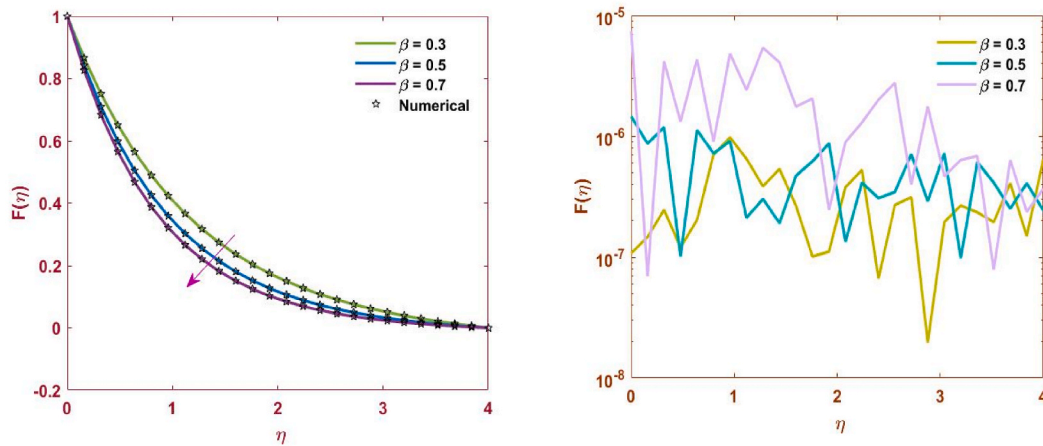 1
0.8
0.6
0.4
0.2
0
-0.2
F(η)
β = 0.3
β = 0.5
β = 0.7
Numerical
0 1 2 3 4
η
10^-5
10^-6
10^-7
10^-8
F(η)
β = 0.3
β = 0.5
β = 0.7
0 1 2 3 4
η